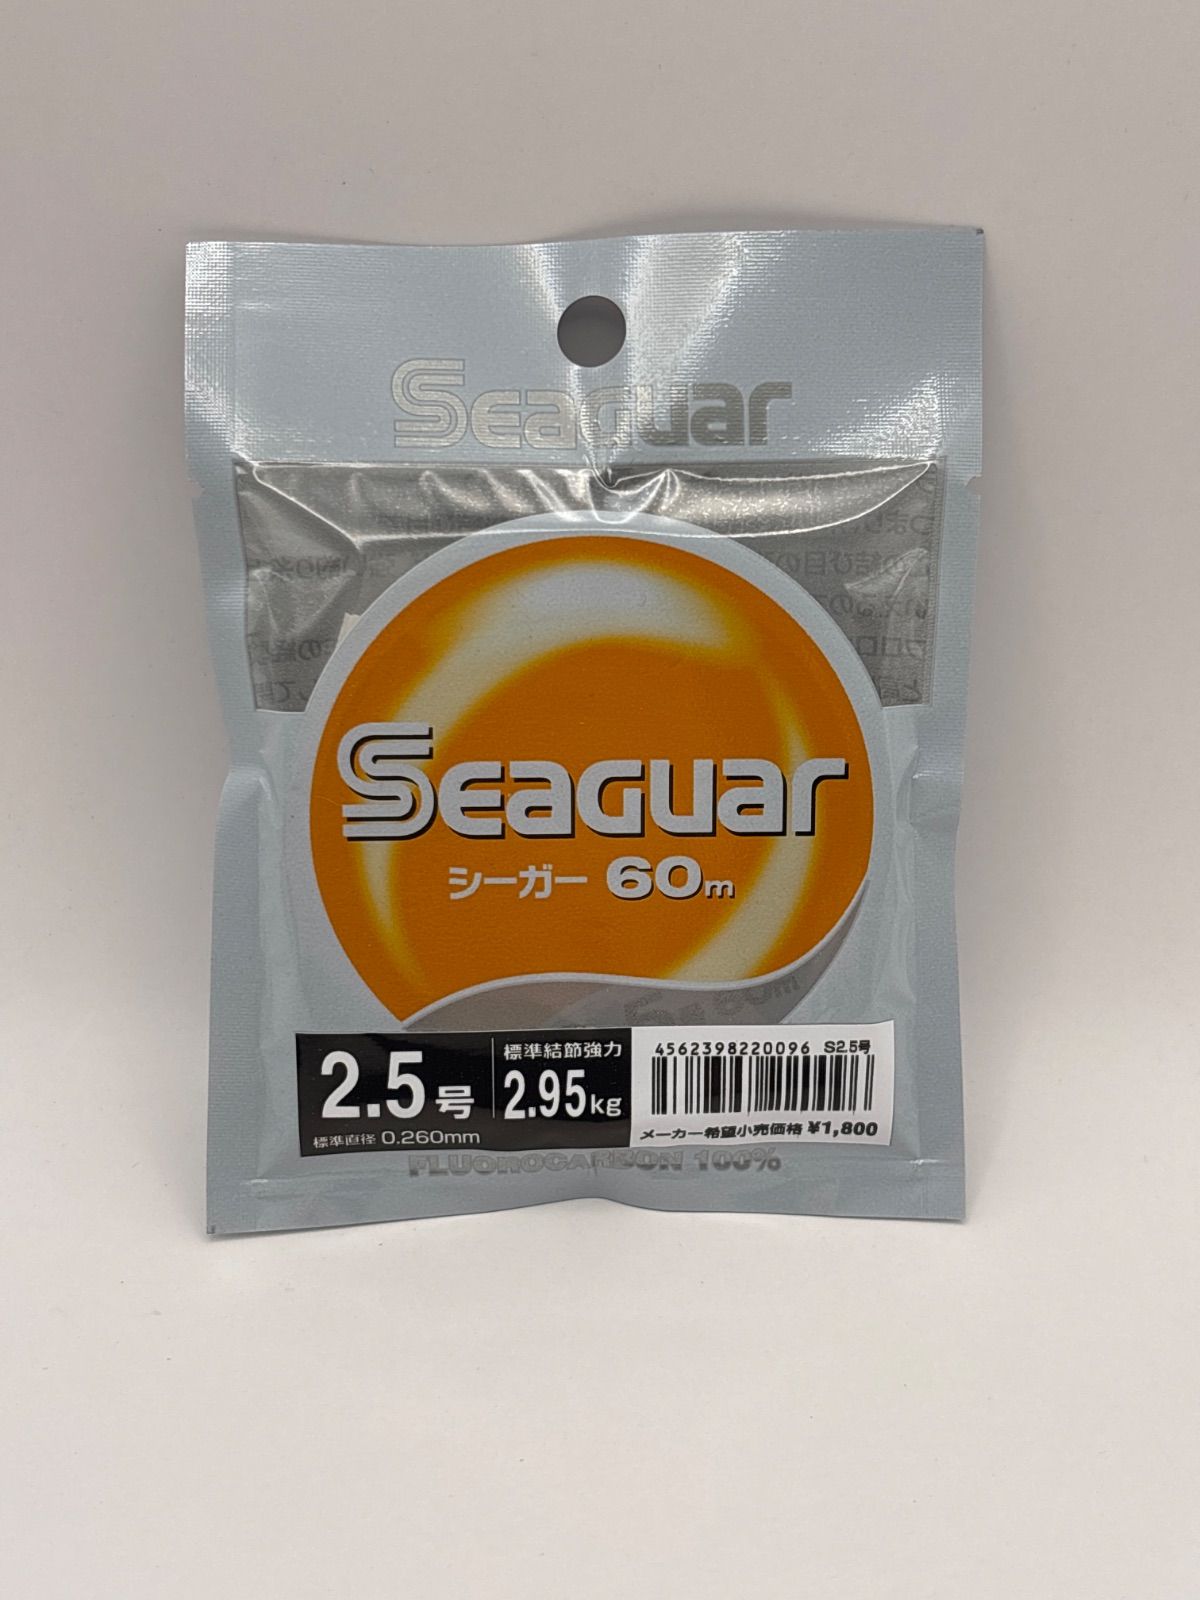 Seaguar
Seaguar
シーガー 60m
2.5号
標準結節強力
2.95kg
標準直径 0.260mm
4562398220096 S2.5号
メーカー希望小売価格 ¥1,800
FLUOROCARBON 100%